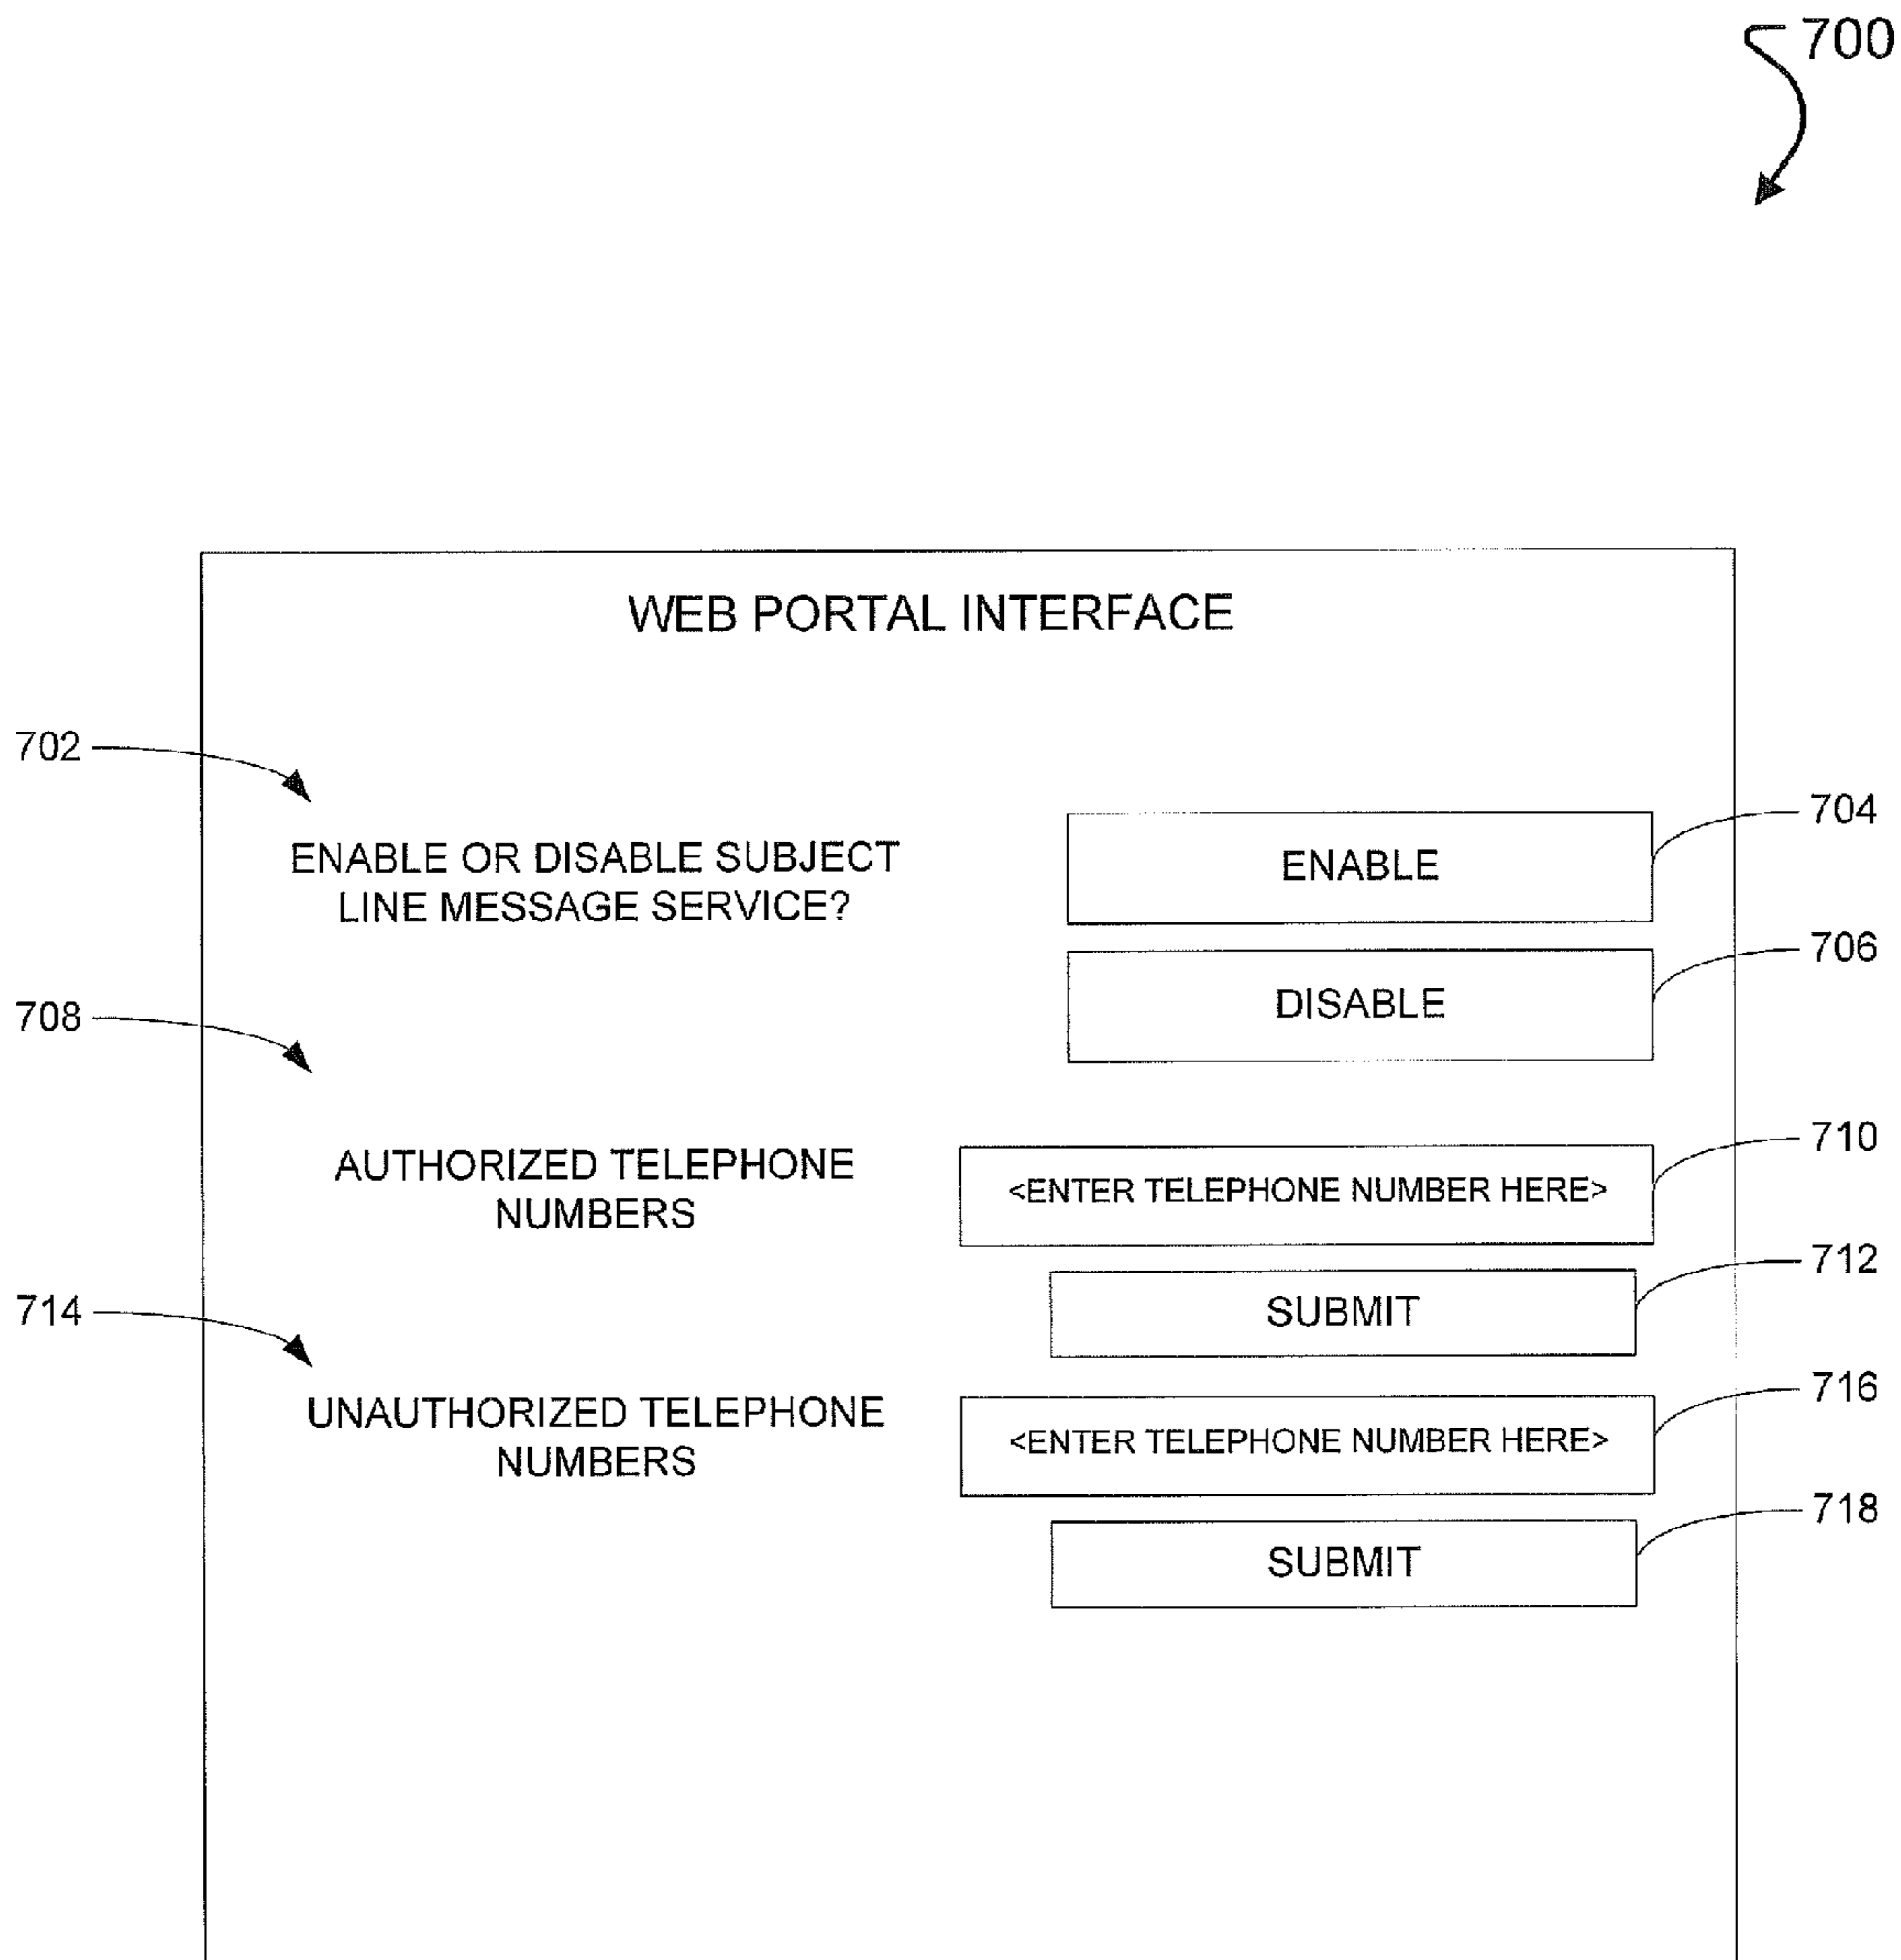 700
WEB PORTAL INTERFACE
702
ENABLE OR DISABLE SUBJECT
LINE MESSAGE SERVICE?
ENABLE
704
DISABLE
706
708
AUTHORIZED TELEPHONE
NUMBERS
<ENTER TELEPHONE NUMBER HERE>
710
SUBMIT
712
714
UNAUTHORIZED TELEPHONE
NUMBERS
<ENTER TELEPHONE NUMBER HERE>
716
SUBMIT
718